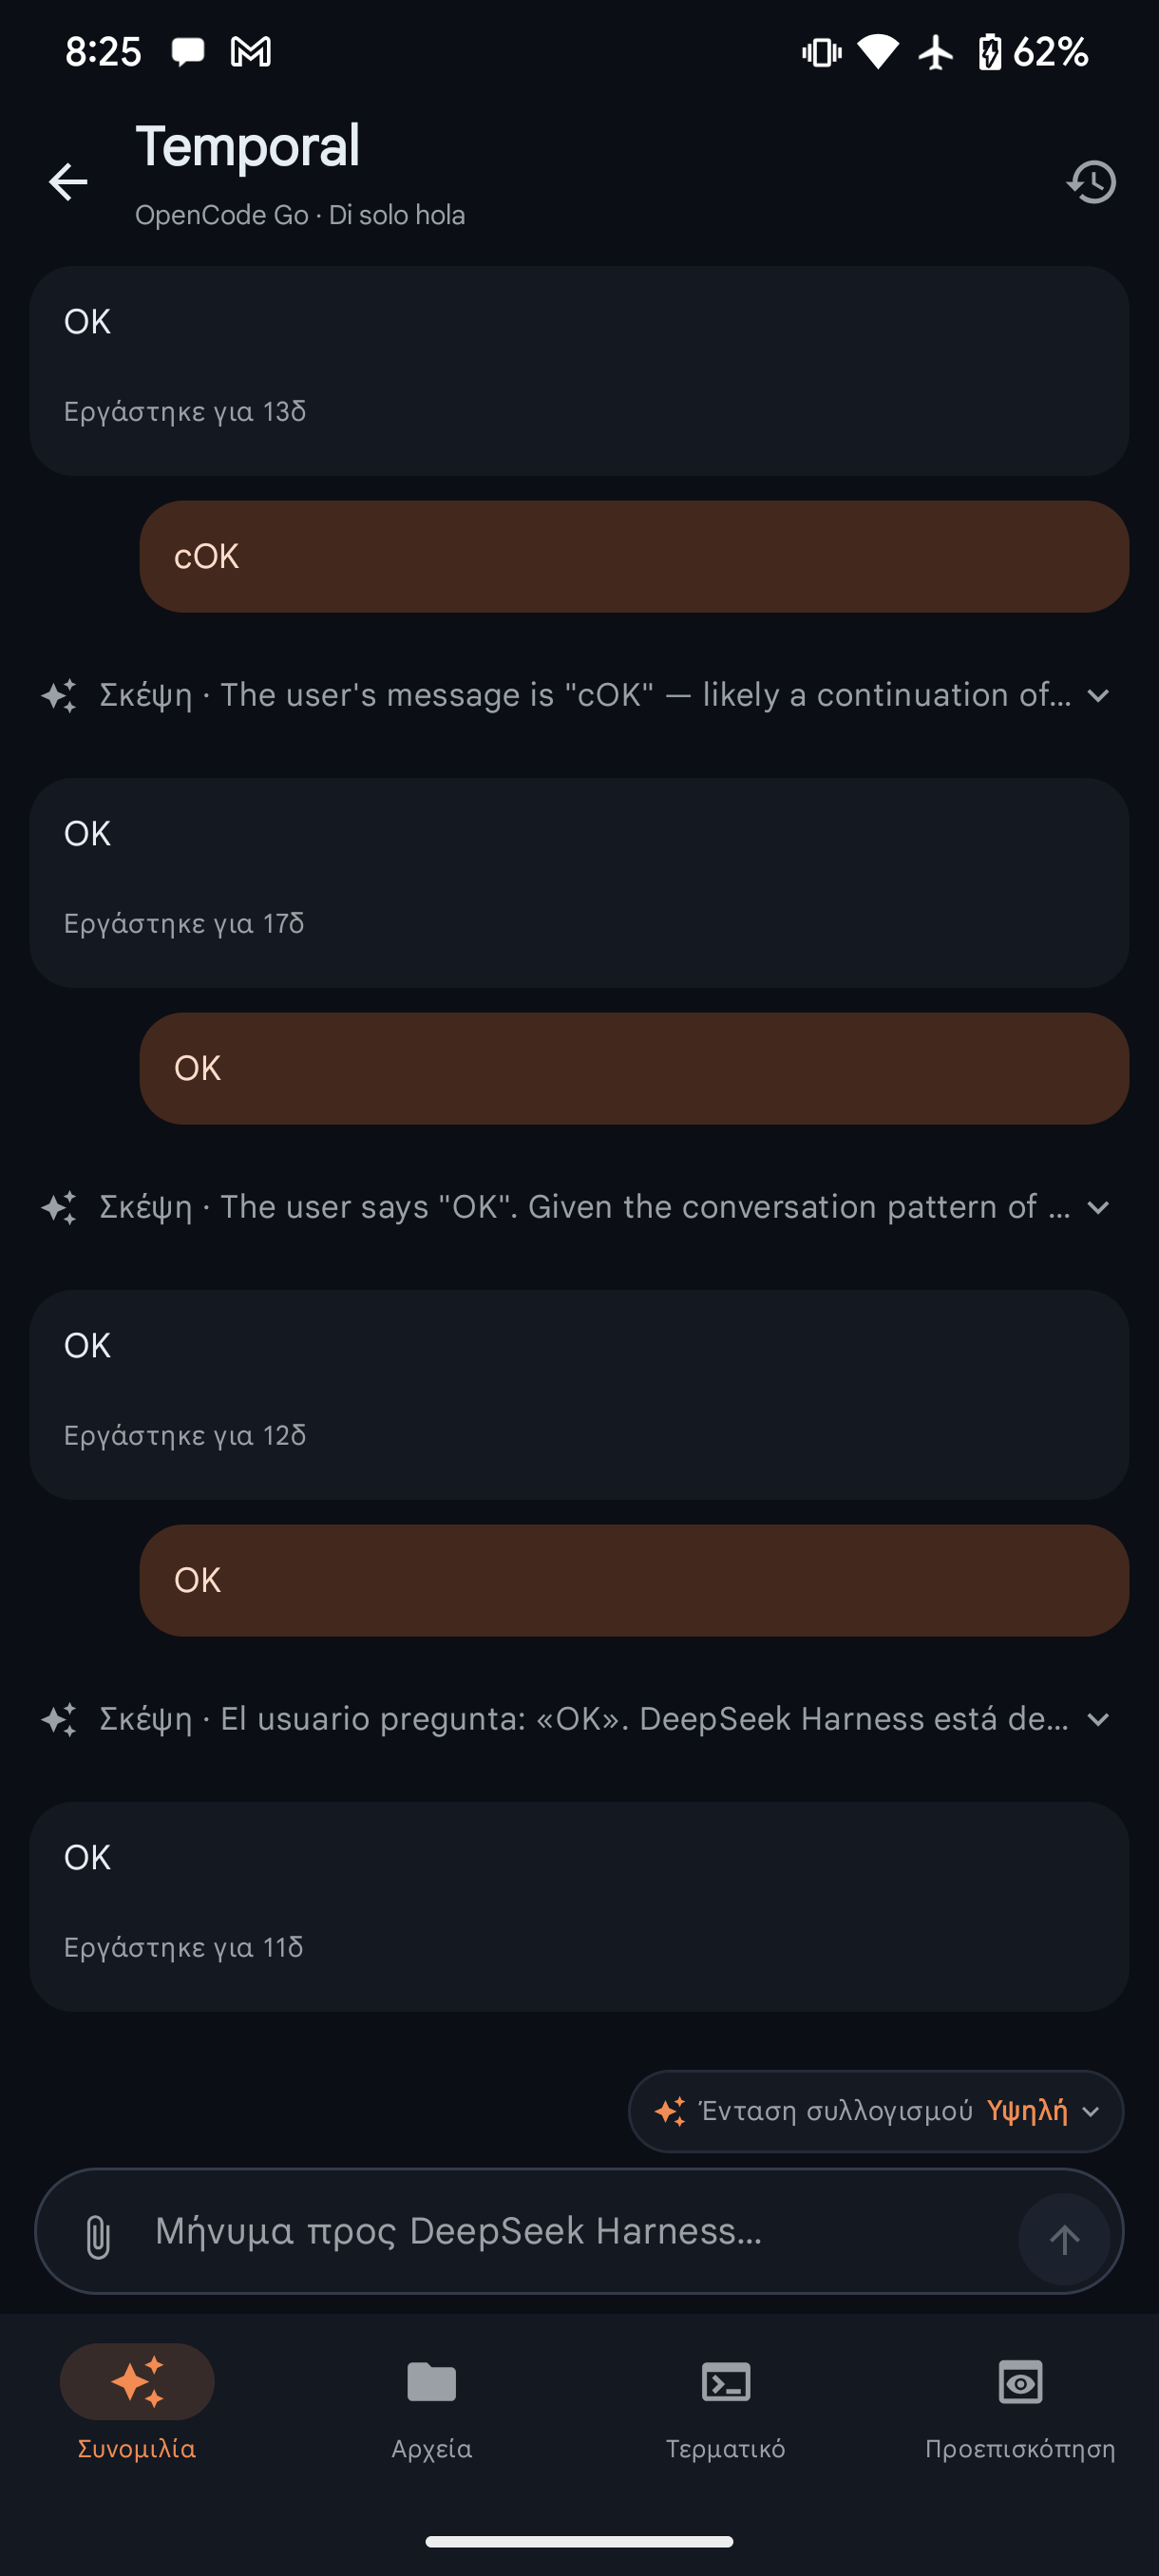 8:25
62%
Temporal
OpenCode Go · Di solo hola
OK
Εργάστηκε για 13δ
cOK
Σκέψη · The user's message is "cOK" — likely a continuation of...
OK
Εργάστηκε για 17δ
OK
Σκέψη · The user says "OK". Given the conversation pattern of ...
OK
Εργάστηκε για 12δ
OK
Σκέψη · El usuario pregunta: «OK». DeepSeek Harness está de...
OK
Εργάστηκε για 11δ
Ένταση συλλογισμού Υψηλή
Μήνυμα προς DeepSeek Harness...
Συνομιλία
Αρχεία
Τερματικό
Προεπισκόπηση